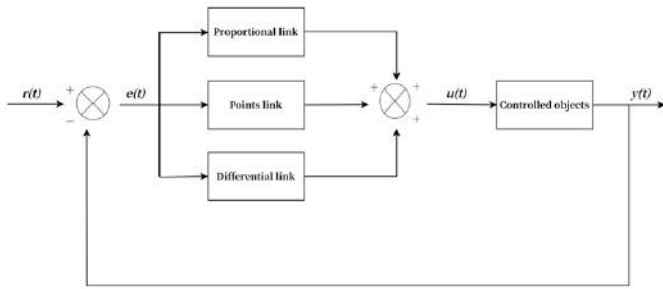 Proportional link
r(t)
+
−
e(t)
Points link
+
+
+
+
u(t)
Controlled objects
y(t)
Differential link